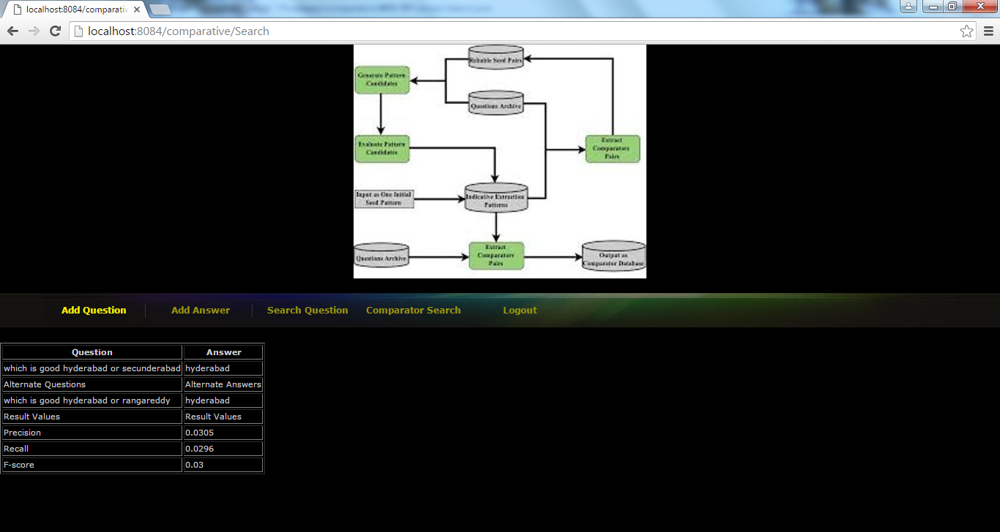 localhost:8084/comparativ
localhost:8084/comparative/Search
Reliable Seed Pairs
Generate Pattern
Candidates
Questions Archive
Evaluate Pattern
Candidates
Extract
Comparators
Pairs
Input as One Initial
Seed Pattern
Indicative Extraction
Patterns
Questions Archive
Extract
Comparators
Pairs
Output as
Comparator Database
Add Question Add Answer Search Question Comparator Search Logout
Question Answer
which is good hyderabad or secunderabad hyderabad
Alternate Questions Alternate Answers
which is good hyderabad or rangareddy hyderabad
Result Values Result Values
Precision 0.0305
Recall 0.0296
F-score 0.03